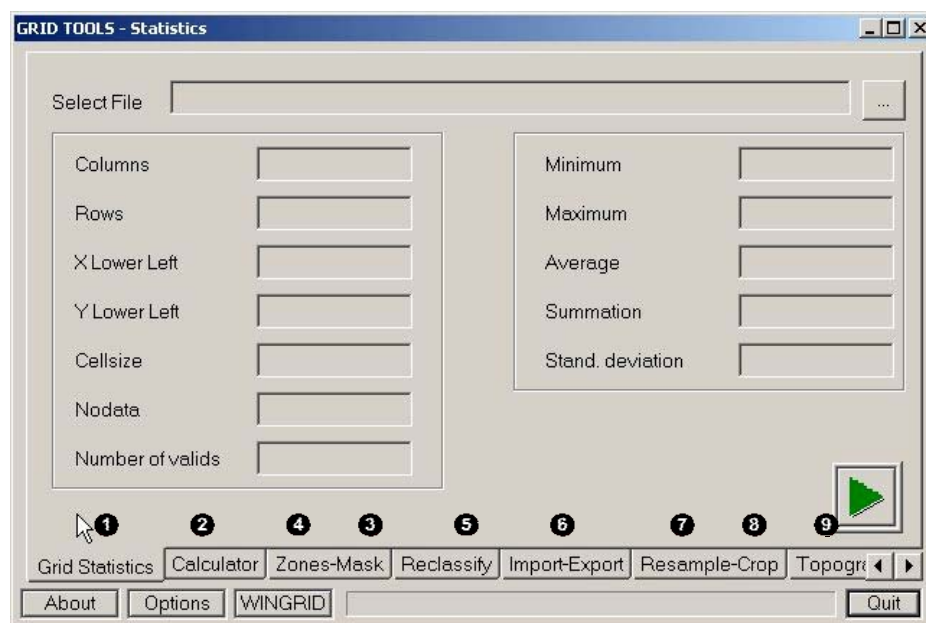 GRID TOOLS - Statistics
Select File
...
Columns
Rows
X Lower Left
Y Lower Left
Cellsize
Nodata
Number of valids
Minimum
Maximum
Average
Summation
Stand. deviation
1 2 4 3 5 6 7 8 9
Grid Statistics Calculator Zones-Mask Reclassify Import-Export Resample-Crop Topogr
About Options WINGRID Quit